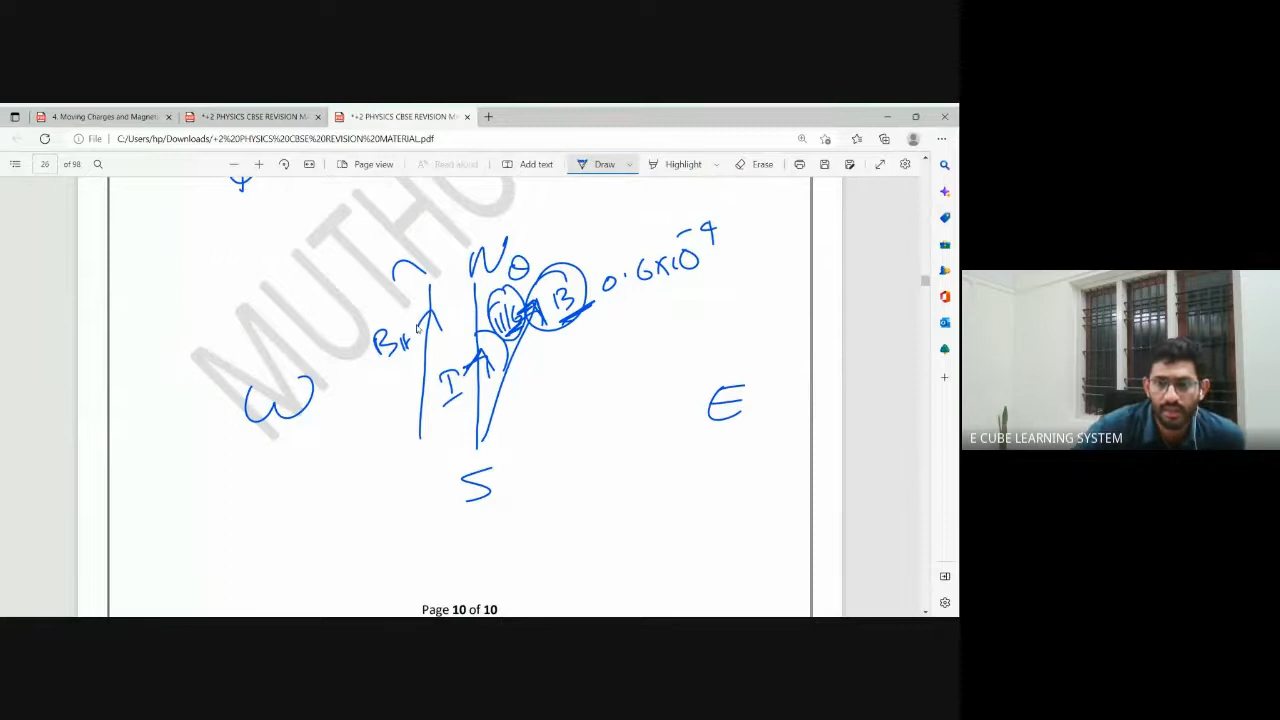 4. Moving Charges and Magnet
*+2 PHYSICS CBSE REVISION M
*+2 PHYSICS CBSE REVISION M
File
C:/Users/hp/Downloads/+2%20PHYSICS%20CBSE%20REVISION%20MATERIAL.pdf
26 of 98
Page view
Read aloud
Add text
Draw
Highlight
Erase
MUTHO
N θ
B 0.6x10⁻⁴
BH
I
W
E
S
Page 10 of 10
E CUBE LEARNING SYSTEM